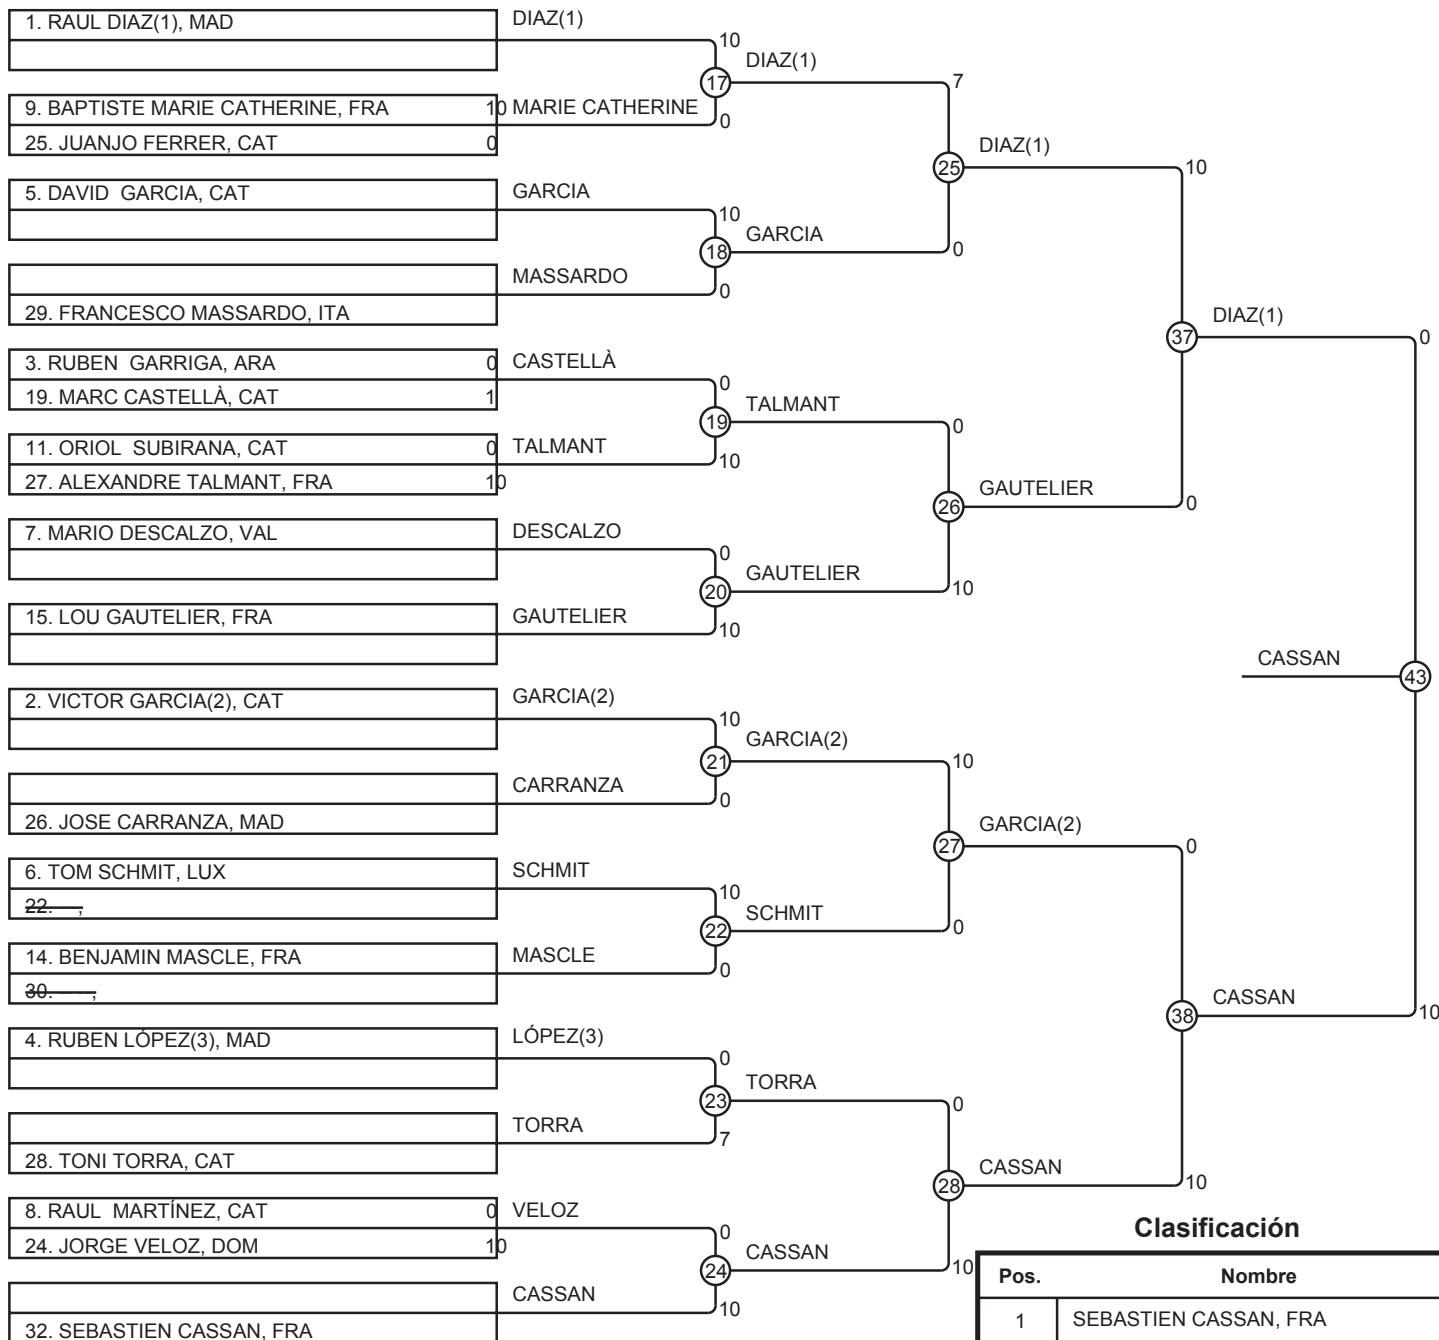 1. RAUL DIAZ(1), MAD
DIAZ(1)
10
17
DIAZ(1)
7
9. BAPTISTE MARIE CATHERINE, FRA 10
MARIE CATHERINE
0
25. JUANJO FERRER, CAT 0
25
DIAZ(1)
10
5. DAVID GARCIA, CAT
GARCIA
10
18
GARCIA
0
MASSARDO
0
29. FRANCESCO MASSARDO, ITA
37
DIAZ(1)
0
3. RUBEN GARRIGA, ARA 0
CASTELLÀ
0
19. MARC CASTELLÀ, CAT 1
19
TALMANT
0
11. ORIOL SUBIRANA, CAT 0
TALMANT
10
27. ALEXANDRE TALMANT, FRA 10
26
GAUTELIER
0
7. MARIO DESCALZO, VAL
DESCALZO
0
20
GAUTELIER
10
15. LOU GAUTELIER, FRA
GAUTELIER
10
CASSAN
43
2. VICTOR GARCIA(2), CAT
GARCIA(2)
10
21
GARCIA(2)
10
CARRANZA
0
26. JOSE CARRANZA, MAD
27
GARCIA(2)
0
6. TOM SCHMIT, LUX
SCHMIT
10
22. — ,
22
SCHMIT
0
14. BENJAMIN MASCLE, FRA
MASCLE
0
30. — — ,
38
CASSAN
10
4. RUBEN LÓPEZ(3), MAD
LÓPEZ(3)
0
23
TORRA
0
TORRA
7
28. TONI TORRA, CAT
28
CASSAN
10
8. RAUL MARTÍNEZ, CAT 0
VELOZ
0
24. JORGE VELOZ, DOM 10
24
CASSAN
10
CASSAN
10
32. SEBASTIEN CASSAN, FRA
Clasificación
Pos. Nombre
1 SEBASTIEN CASSAN, FRA